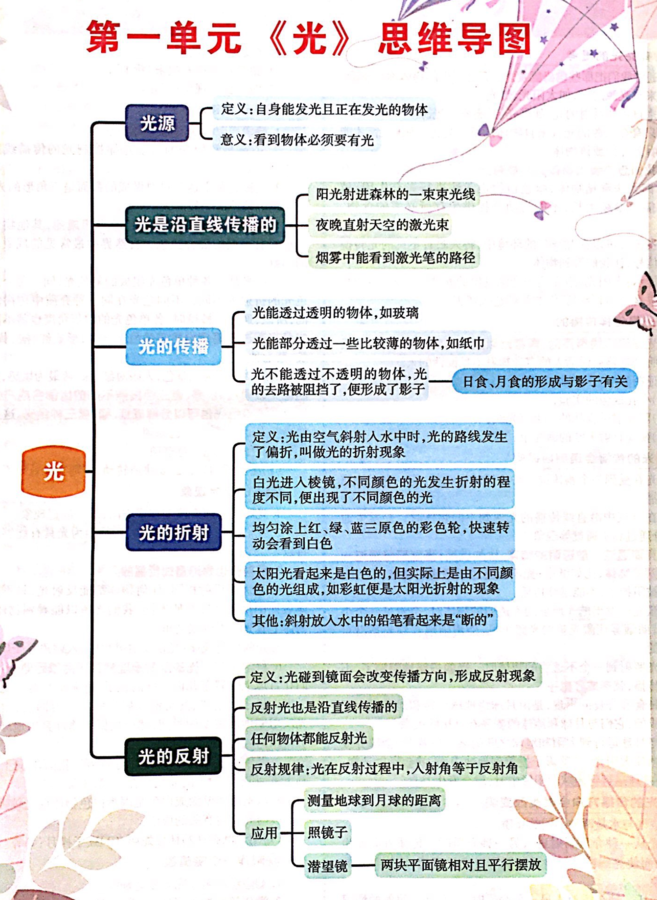 第一单元《光》思维导图
光
光源
定义:自身能发光且正在发光的物体
意义:看到物体必须要有光
光是沿直线传播的
阳光射进森林的一束束光线
夜晚直射天空的激光束
烟雾中能看到激光笔的路径
光的传播
光能透过透明的物体,如玻璃
光能部分透过一些比较薄的物体,如纸巾
光不能透过不透明的物体,光
的去路被阻挡了,便形成了影子
日食、月食的形成与影子有关
光的折射
定义:光由空气斜射入水中时,光的路线发生
了偏折,叫做光的折射现象
白光进入棱镜,不同颜色的光发生折射的程
度不同,便出现了不同颜色的光
均匀涂上红、绿、蓝三原色的彩色轮,快速转
动会看到白色
太阳光看起来是白色的,但实际上是由不同颜
色的光组成,如彩虹便是太阳光折射的现象
其他:斜射放入水中的铅笔看起来是“断的”
光的反射
定义:光碰到镜面会改变传播方向,形成反射现象
反射光也是沿直线传播的
任何物体都能反射光
反射规律:光在反射过程中,入射角等于反射角
应用
测量地球到月球的距离
照镜子
潜望镜
两块平面镜相对且平行摆放